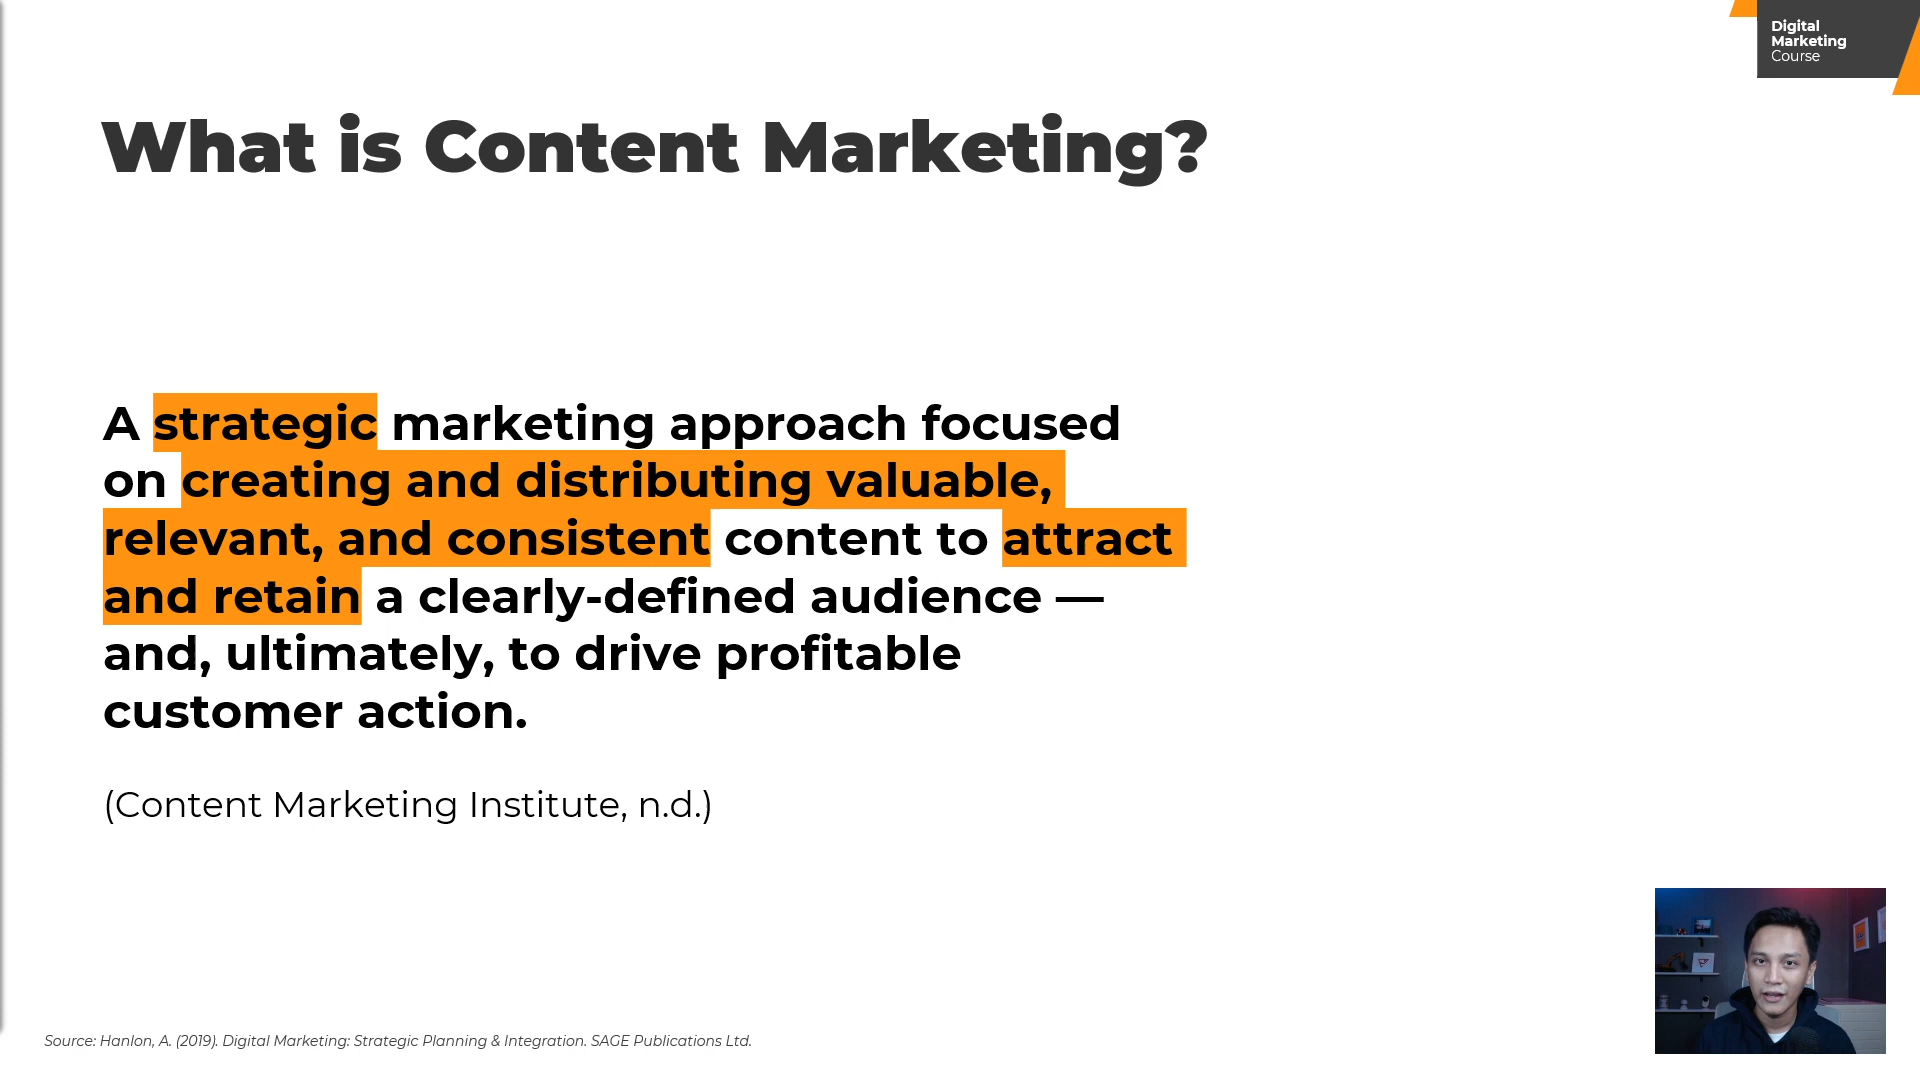 Digital
Marketing
Course
What is Content Marketing?
A strategic marketing approach focused
on creating and distributing valuable,
relevant, and consistent content to attract
and retain a clearly-defined audience —
and, ultimately, to drive profitable
customer action.
(Content Marketing Institute, n.d.)
Source: Hanlon, A. (2019). Digital Marketing: Strategic Planning & Integration. SAGE Publications Ltd.